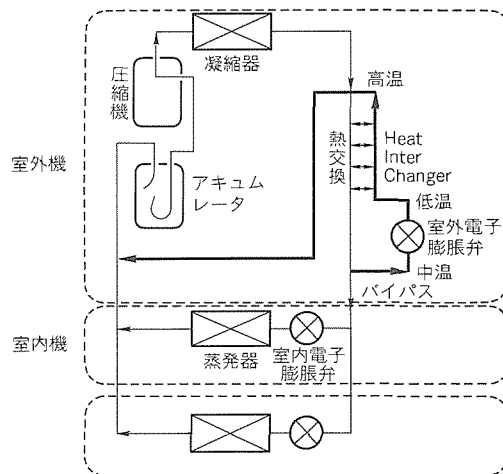 凝縮器
圧縮機
高温
熱交換
Heat
Inter
Changer
室外機
アキュム
レータ
低温
室外電子
膨脹弁
中温
バイパス
室内機
蒸発器
室内電子
膨脹弁